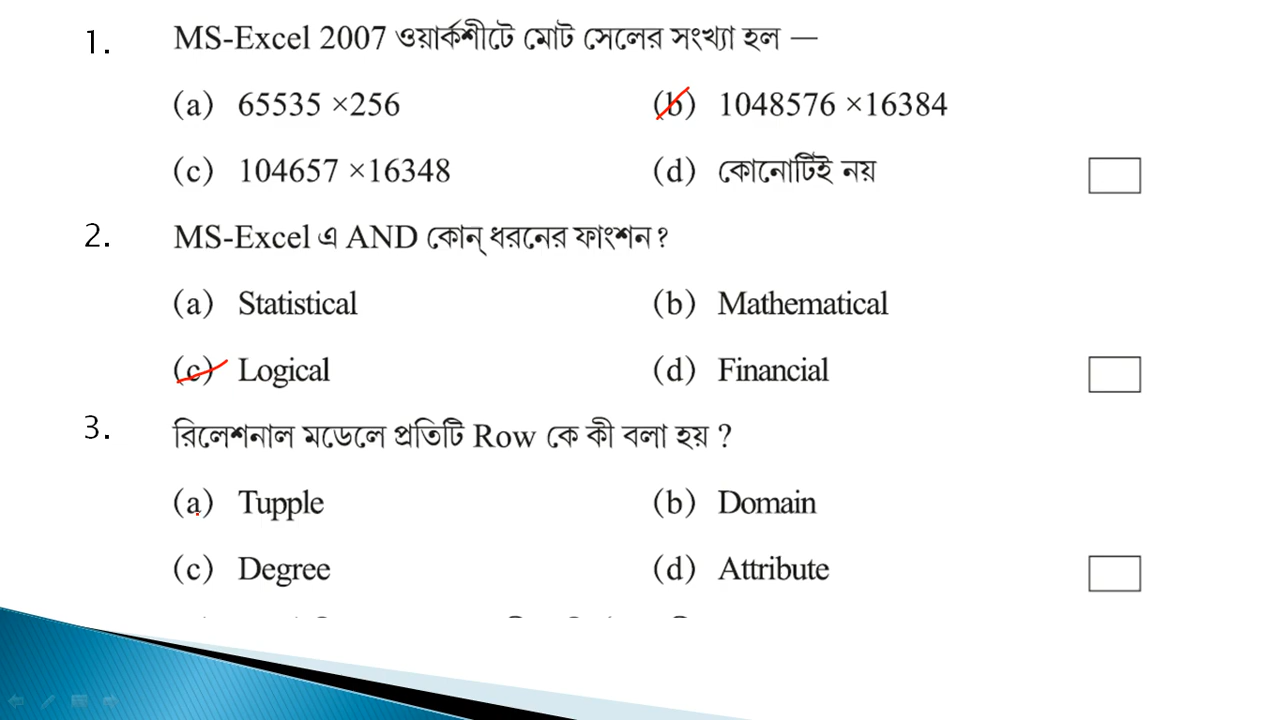 1. MS-Excel 2007 ওয়ার্কশীটে মোট সেলের সংখ্যা হল —
(a) 65535 ×256 (b) 1048576 ×16384
(c) 104657 ×16348 (d) কোনোটিই নয়
2. MS-Excel এ AND কোন্ ধরনের ফাংশন?
(a) Statistical (b) Mathematical
(c) Logical (d) Financial
3. রিলেশনাল মডেলে প্রতিটি Row কে কী বলা হয় ?
(a) Tupple (b) Domain
(c) Degree (d) Attribute